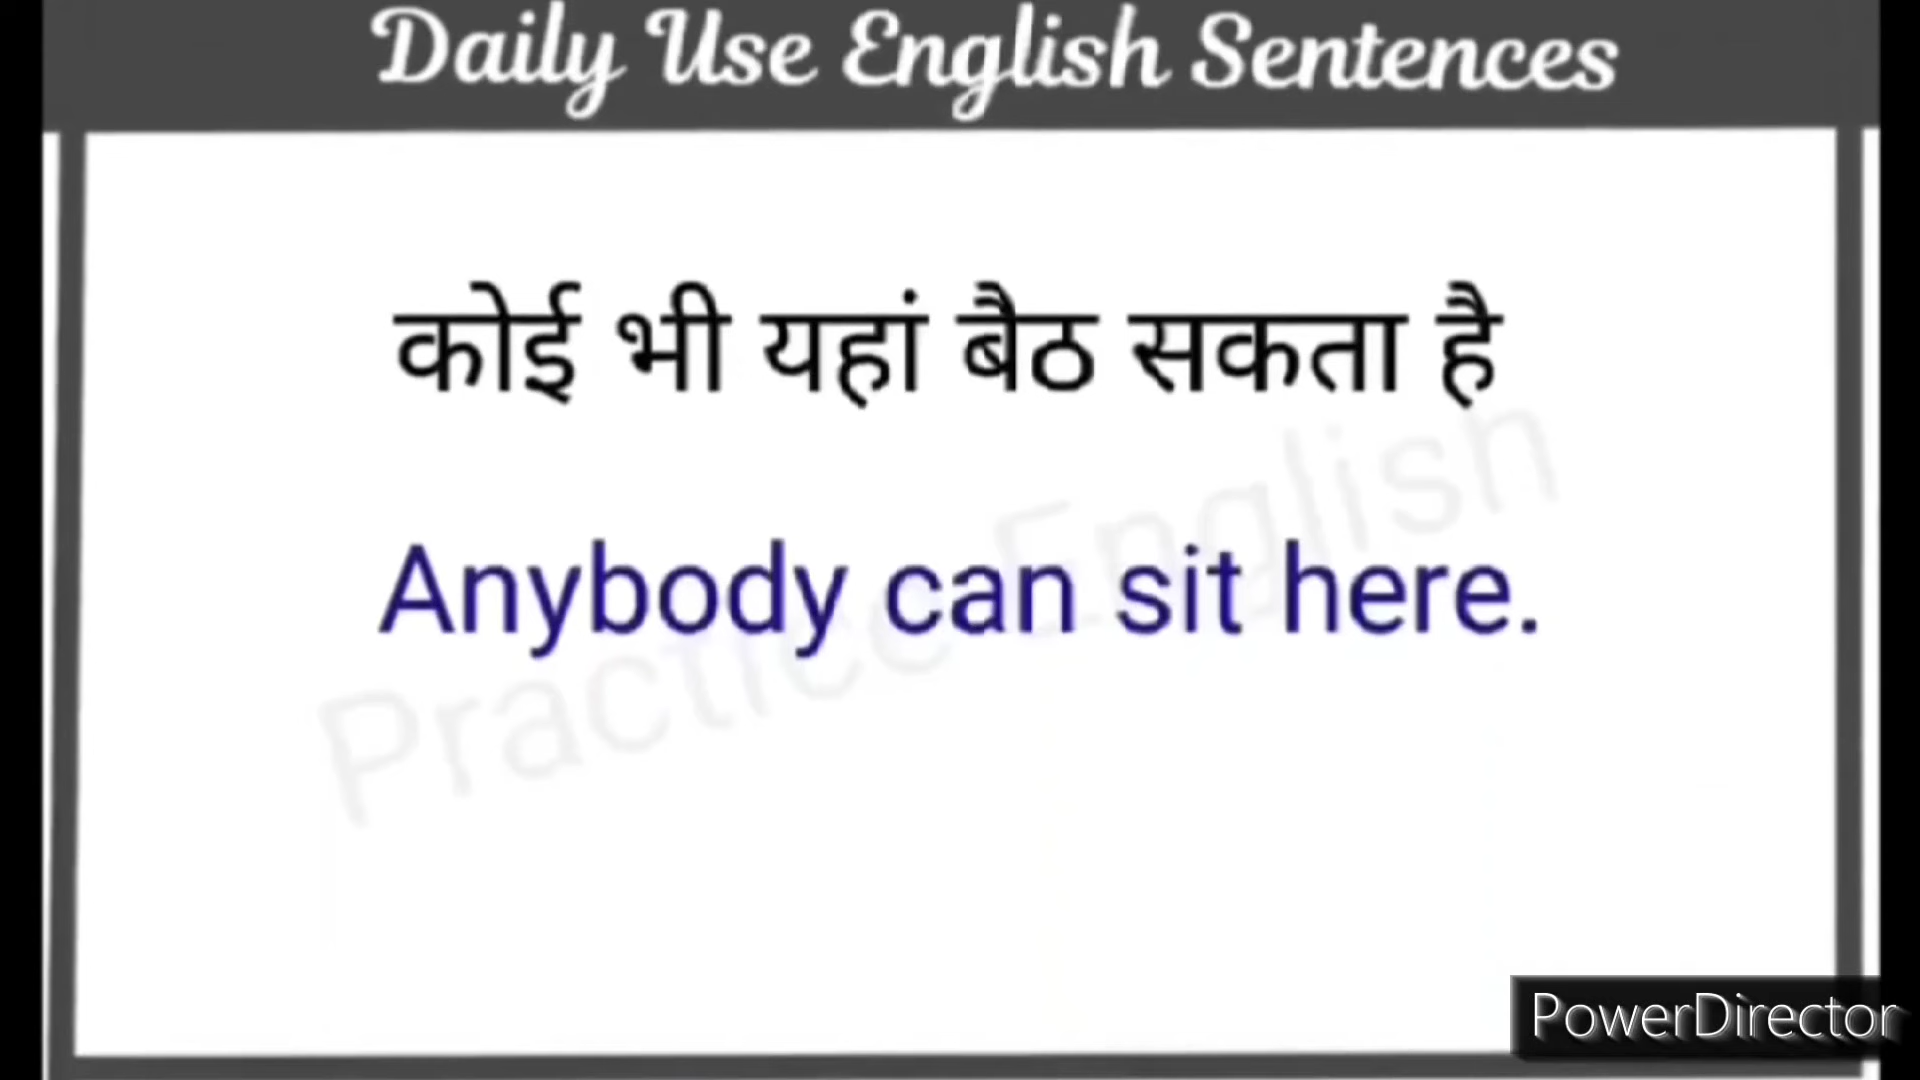 Daily Use English Sentences
कोई भी यहां बैठ सकता है
Anybody can sit here.
Practice English
PowerDirector